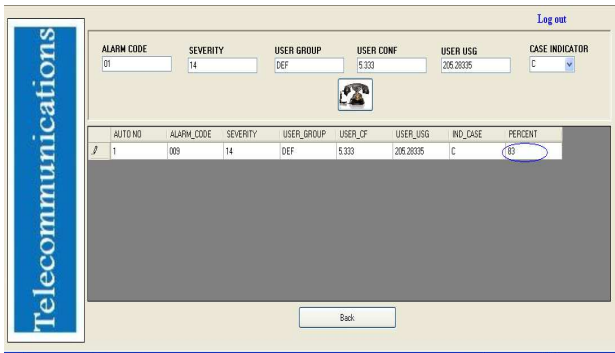 Log out
Telecommunications
ALARM CODE SEVERITY USER GROUP USER CONF USER USG CASE INDICATOR
01 14 DEF 5.333 205.28335 C
AUTO NO ALARM_CODE SEVERITY USER_GROUP USER_CF USER_USG IND_CASE PERCENT
1 009 14 DEF 5.333 205.28335 C 83
Back